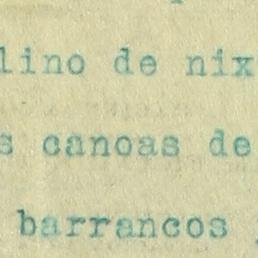 lino de nix
s canoas de
barrancos